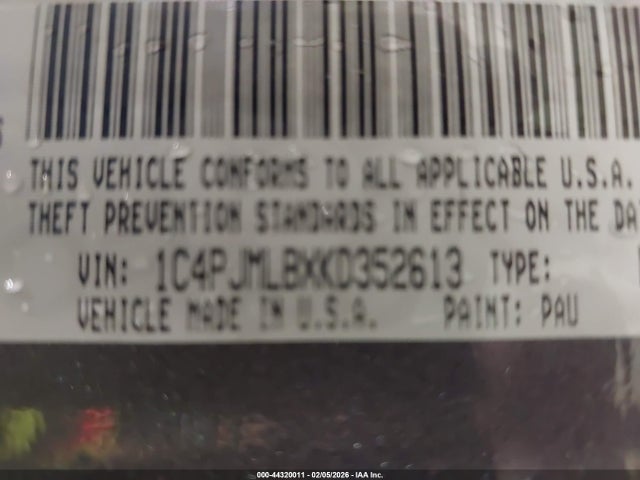 THIS VEHICLE CONFORMS TO ALL APPLICABLE U.S.A.
THEFT PREVENTION STANDARDS IN EFFECT ON THE DA
VIN: 1C4PJMLBXKD352613 TYPE:
VEHICLE MADE IN U.S.A. PAINT: PAU
000-44320011 - 02/05/2026 - IAA Inc.